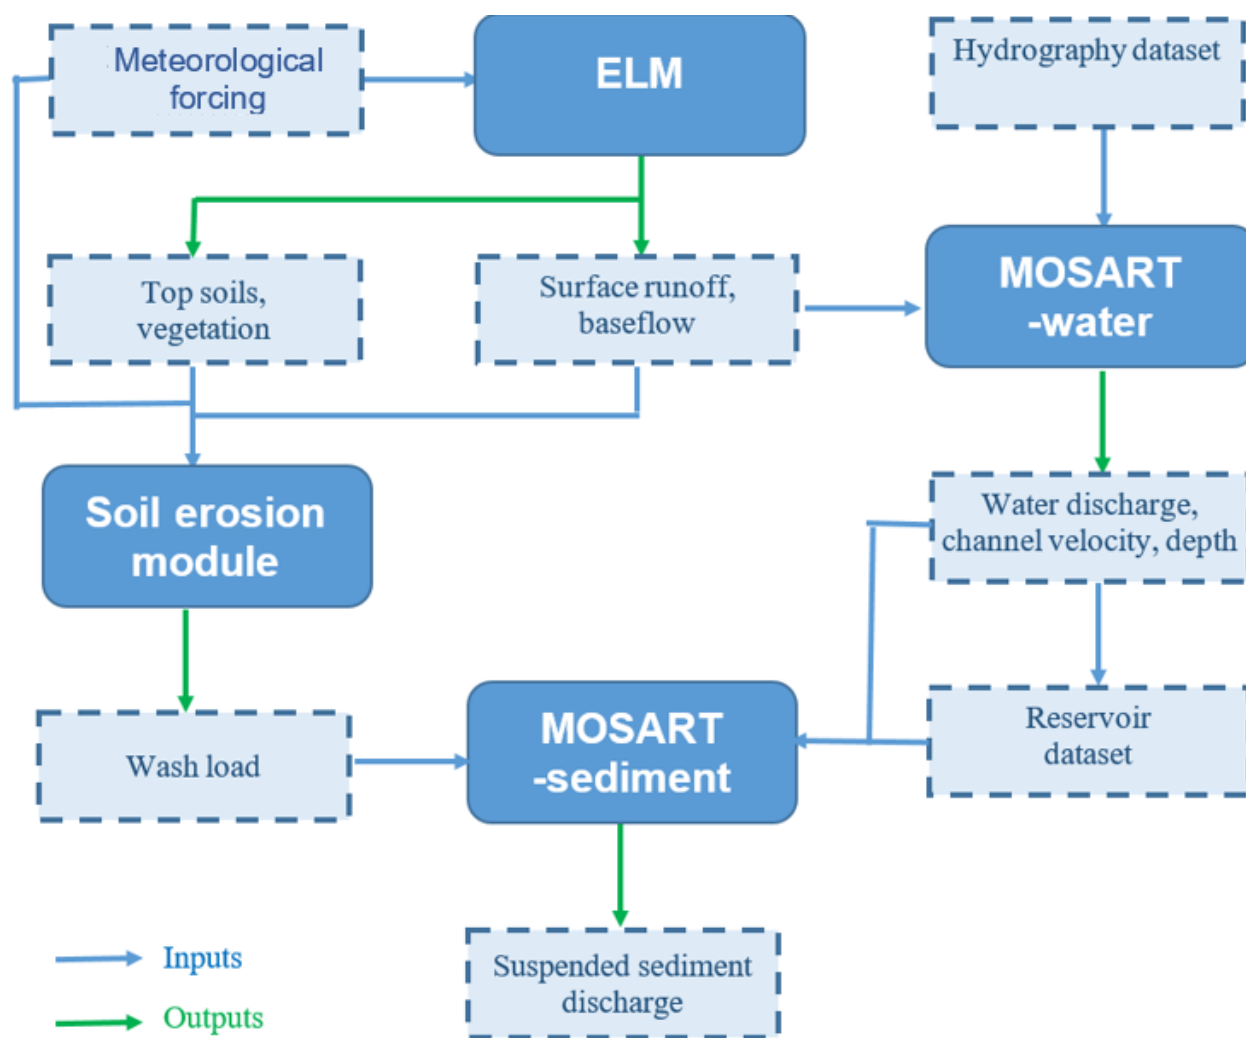 Meteorological
forcing
ELM
Hydrography dataset
Top soils,
vegetation
Surface runoff,
baseflow
MOSART
-water
Soil erosion
module
Water discharge,
channel velocity, depth
Wash load
MOSART
-sediment
Reservoir
dataset
Suspended sediment
discharge
Inputs
Outputs